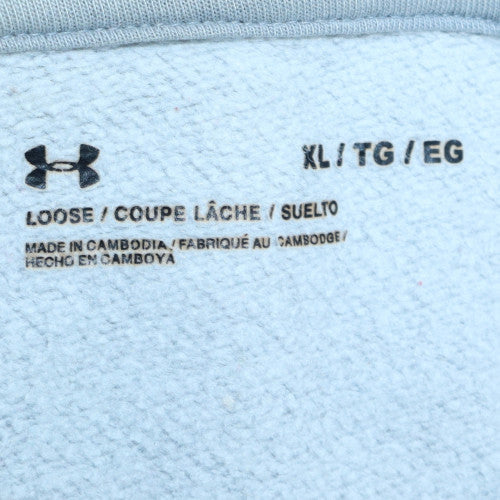 XL / TG / EG
LOOSE / COUPE LÂCHE / SUELTO
MADE IN CAMBODIA / FABRIQUÉ AU CAMBODGE /
HECHO EN CAMBOYA